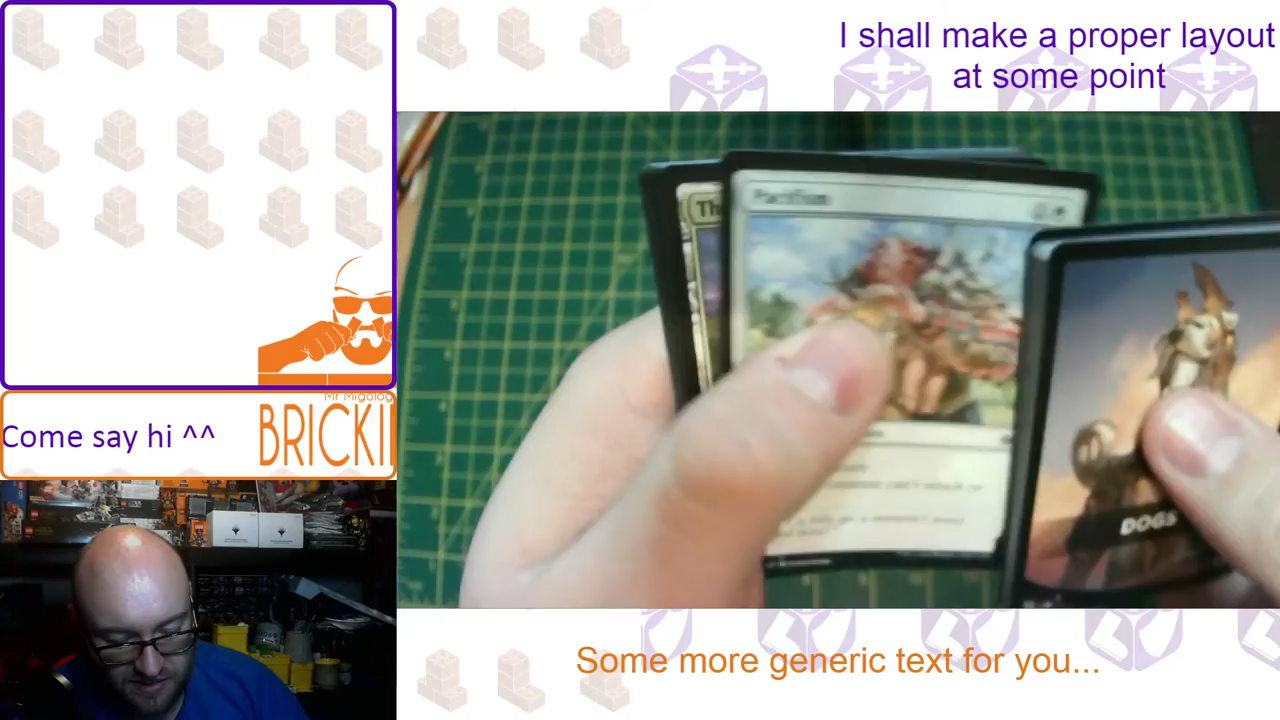 I shall make a proper layout
at some point
Pacifism
Th
DOGS
Mr Migolog
BRICKI
Come say hi ^^
Some more generic text for you...